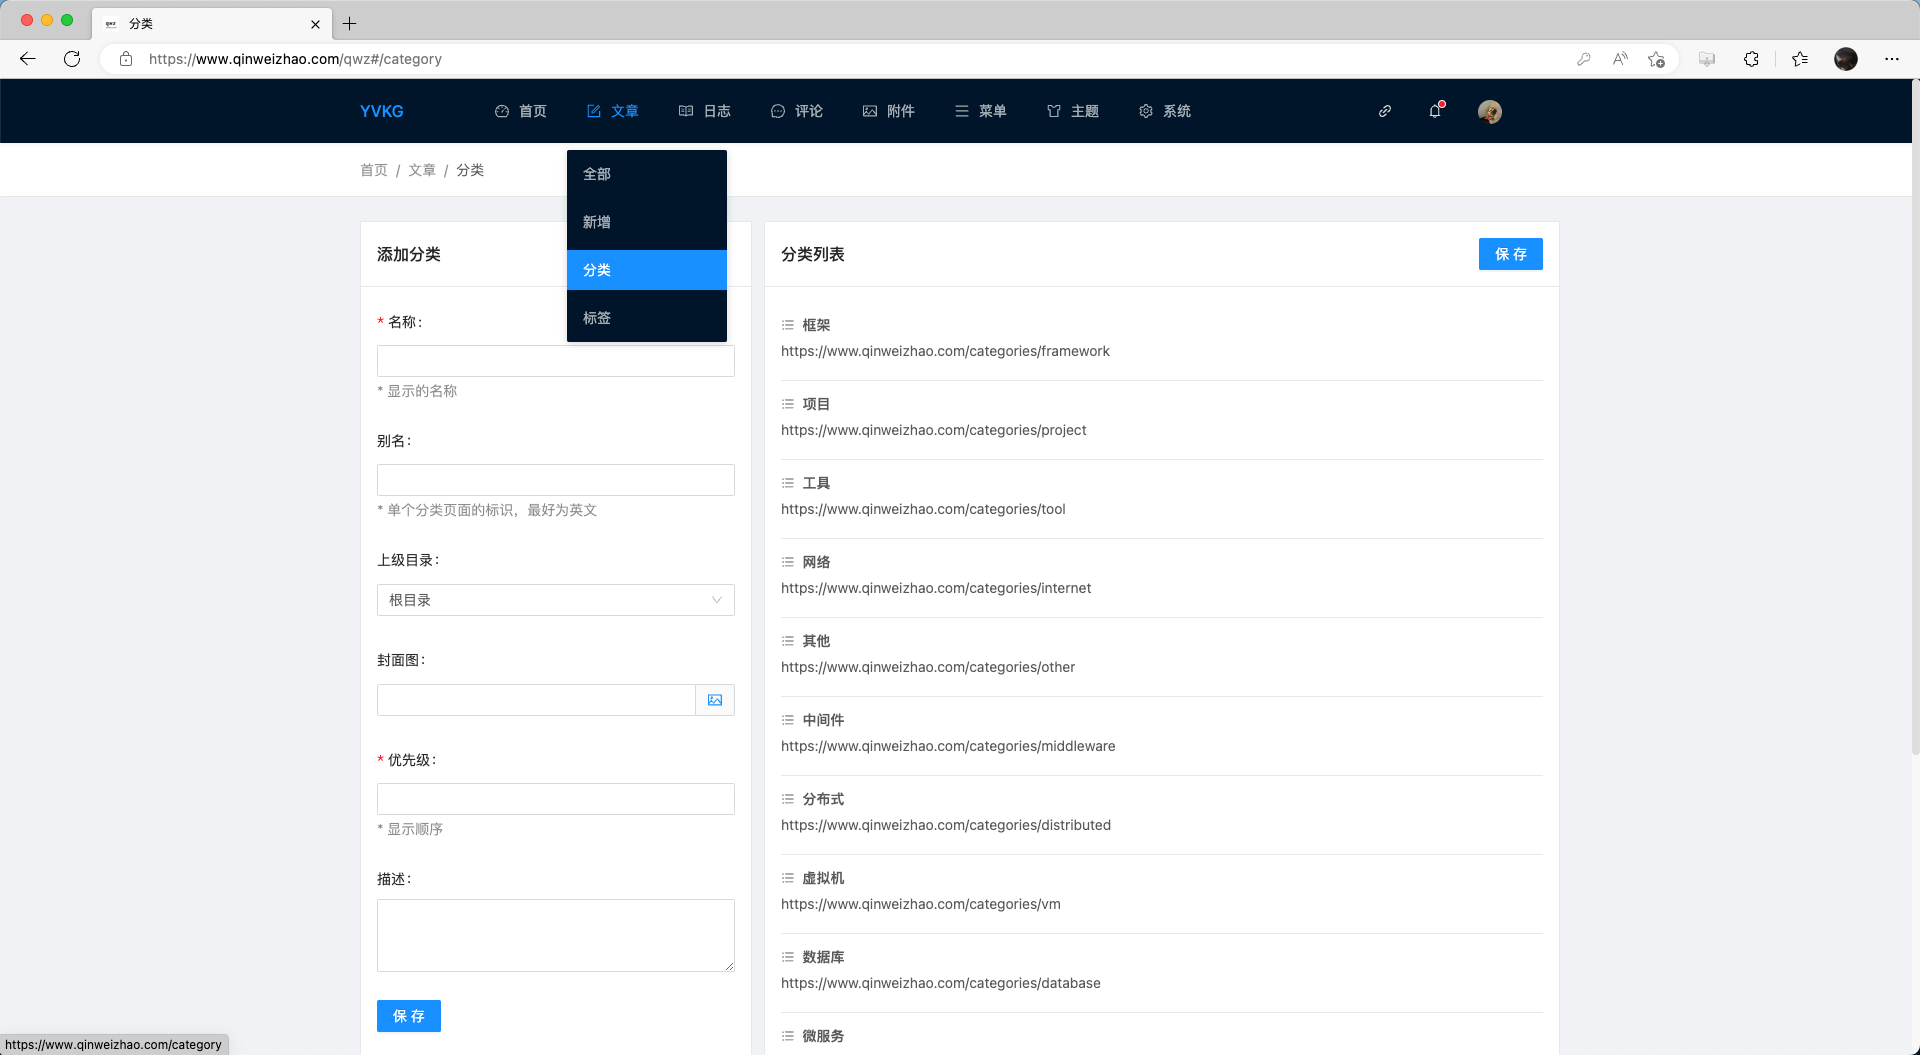 分类
https://www.qinweizhao.com/qwz#/category
YVKG 首页 文章 日志 评论 附件 菜单 主题 系统
首页 / 文章 / 分类
全部
新增
分类
标签
添加分类
* 名称：
* 显示的名称
别名：
* 单个分类页面的标识，最好为英文
上级目录：
根目录
封面图：
* 优先级：
* 显示顺序
描述：
保 存
分类列表
保 存
框架
https://www.qinweizhao.com/categories/framework
项目
https://www.qinweizhao.com/categories/project
工具
https://www.qinweizhao.com/categories/tool
网络
https://www.qinweizhao.com/categories/internet
其他
https://www.qinweizhao.com/categories/other
中间件
https://www.qinweizhao.com/categories/middleware
分布式
https://www.qinweizhao.com/categories/distributed
虚拟机
https://www.qinweizhao.com/categories/vm
数据库
https://www.qinweizhao.com/categories/database
微服务
https://www.qinweizhao.com/category